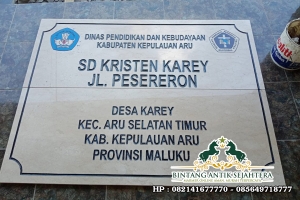 DINAS PENDIDIKAN DAN KEBUDAYAAN
KABUPATEN KEPULAUAN ARU
SD KRISTEN KAREY
JL. PESERERON
DESA KAREY
KEC. ARU SELATAN TIMUR
KAB. KEPULAUAN ARU
PROVINSI MALUKU
BINTANG ANTIK SEJAHTERA
HP : 082141677770 - 085649718777